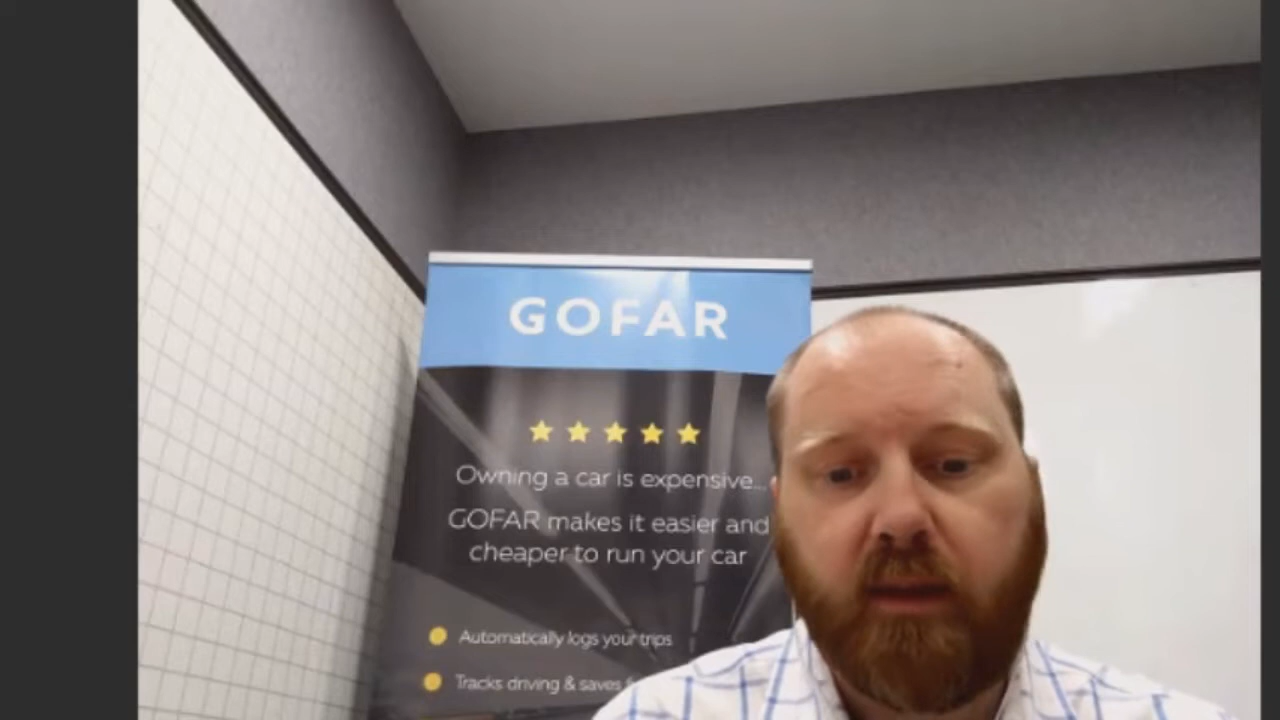 GOFAR
Owning a car is expensive...
GOFAR makes it easier and
cheaper to run your car
Automatically logs your trips
Tracks driving & saves